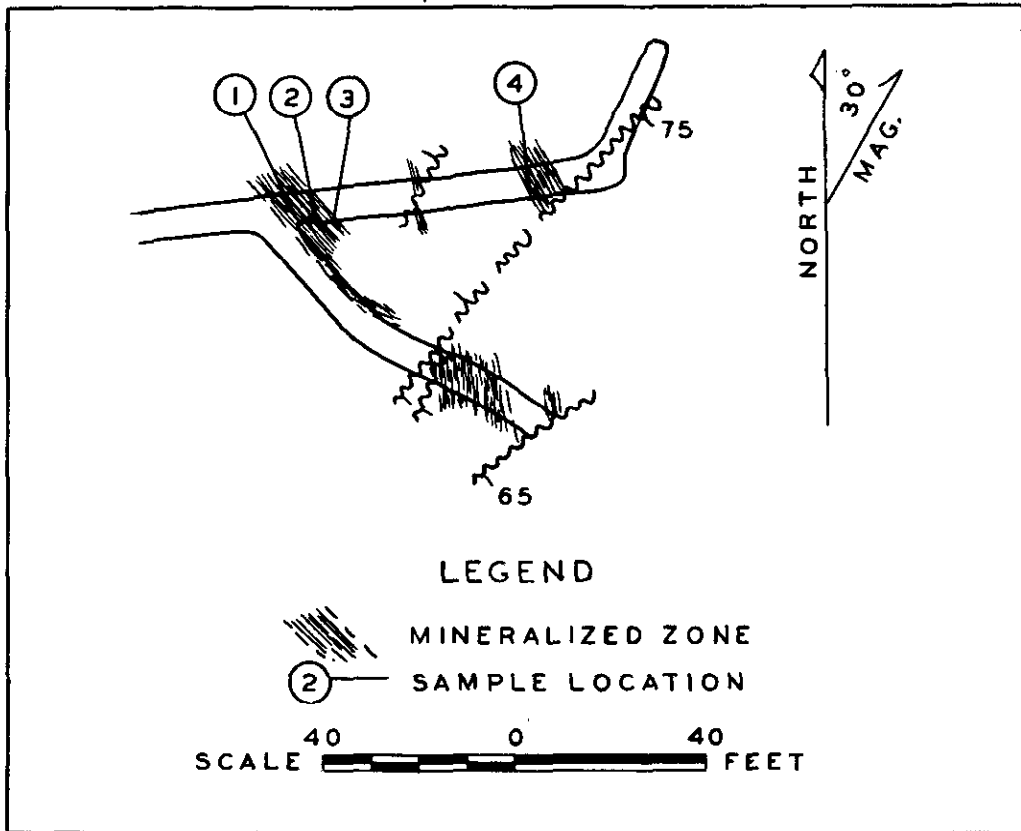 1 2 3 4
75
30°
MAG.
NORTH
65
LEGEND
MINERALIZED ZONE
2 SAMPLE LOCATION
40 0 40
SCALE FEET